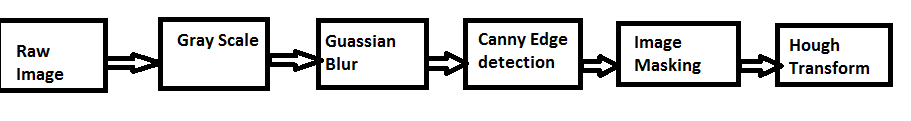 Raw
Image
Gray Scale
Guassian
Blur
Canny Edge
detection
Image
Masking
Hough
Transform